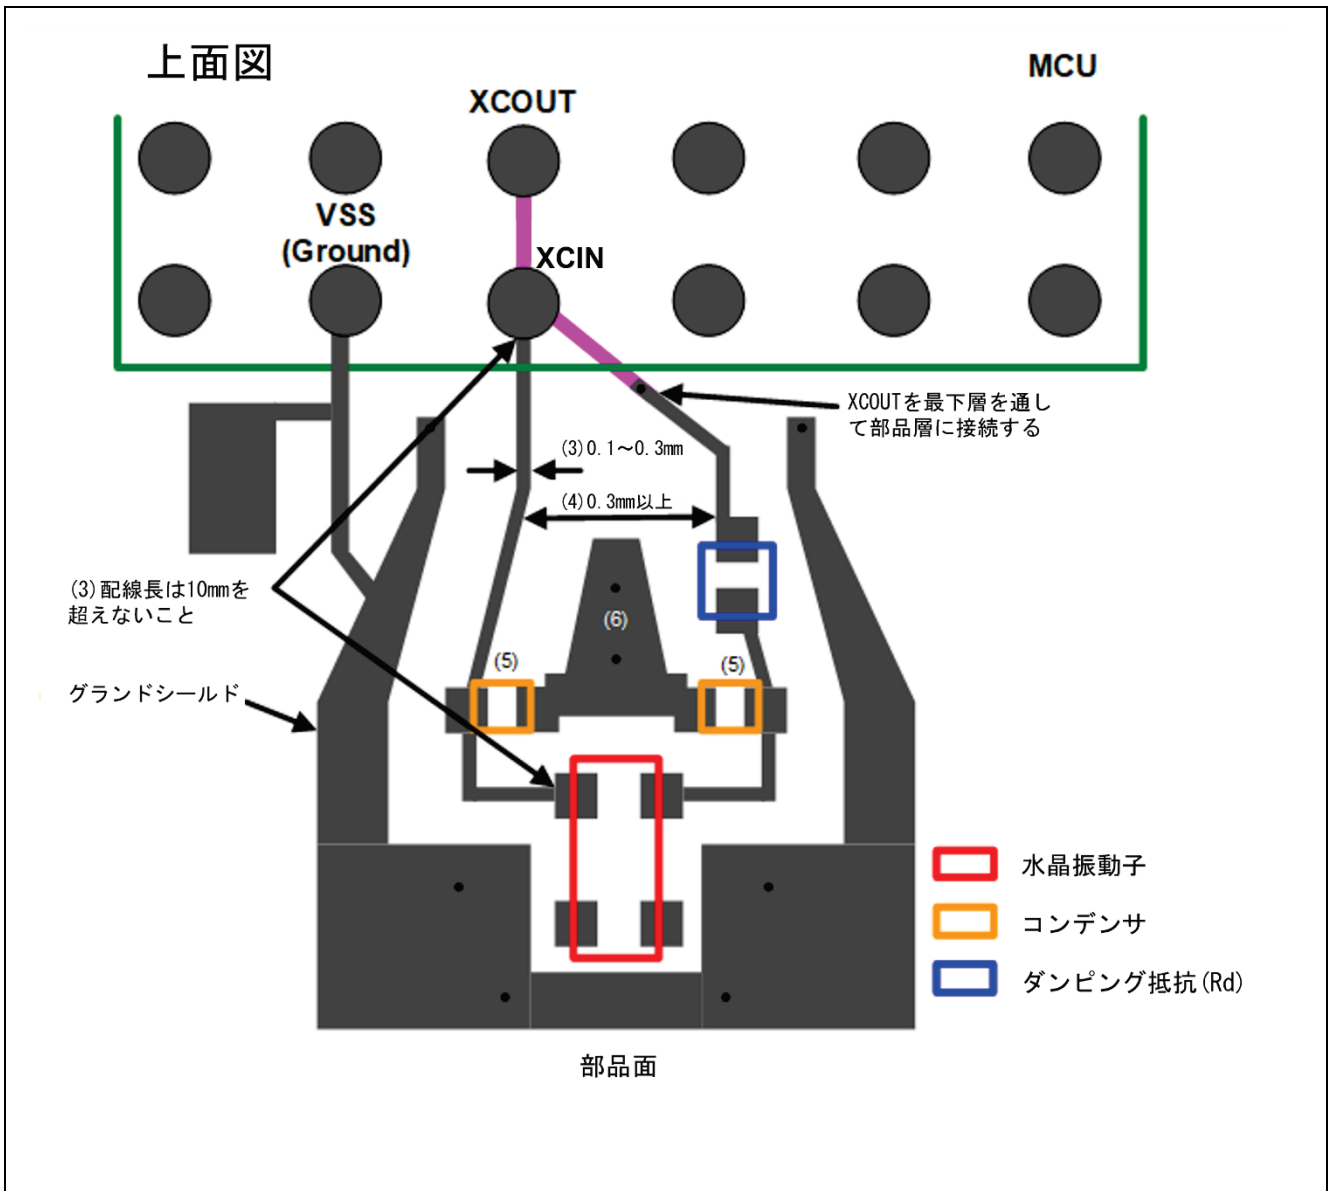 上面図
MCU
XCOUT
VSS
(Ground)
XCIN
XCOUTを最下層を通し
て部品層に接続する
(3)0.1～0.3mm
(4)0.3mm以上
(3)配線長は10mmを
超えないこと
(6)
(5)
(5)
グランドシールド
水晶振動子
コンデンサ
ダンピング抵抗(Rd)
部品面